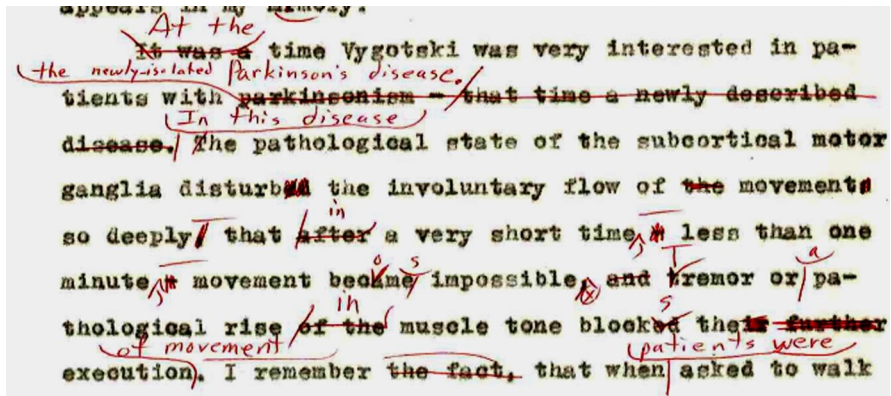 appears in my memory.
At the
It was a time Vygotski was very interested in pa-
the newly-isolated Parkinson's disease.
tients with parkinsonism - that time a newly described
In this disease
disease. The pathological state of the subcortical motor
ganglia disturb the involuntary flow of the movement
in
so deeply that after a very short time less than one
o s T a
minute movement became impossible, and tremor or pa-
in s
thological rise of the muscle tone blocked their further
of movement patients were
execution. I remember the fact, that when asked to walk